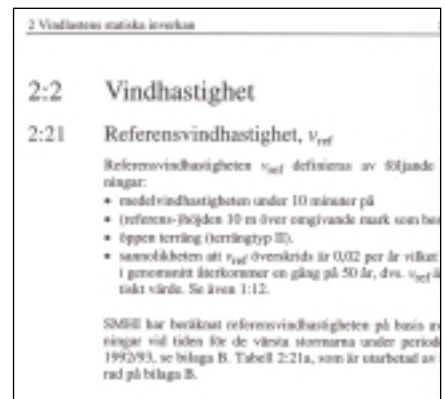 2 Vindlastens statiska inverkan
2:2 Vindhastighet
2:21 Referensvindhastighet, v_ref
Referensvindhastigheten v_ref definieras av följande
ningar:
• medelvindhastigheten under 10 minuter på
• (referens-)höjden 10 m över omgivande mark som bes
• öppen terräng (terrängtyp II).
• sannolikheten att v_ref överskrids är 0,02 per år vilket
i genomsnitt återkommer en gång på 50 år, dvs. v_ref ä
tiskt värde. Se även 1:12.
SMHI har beräknat referensvindhastigheten på basis av
ningar vid tiden för de värsta stormarna under period
1992/93, se bilaga B. Tabell 2:21a, som är utarbetad av
rad på bilaga B.